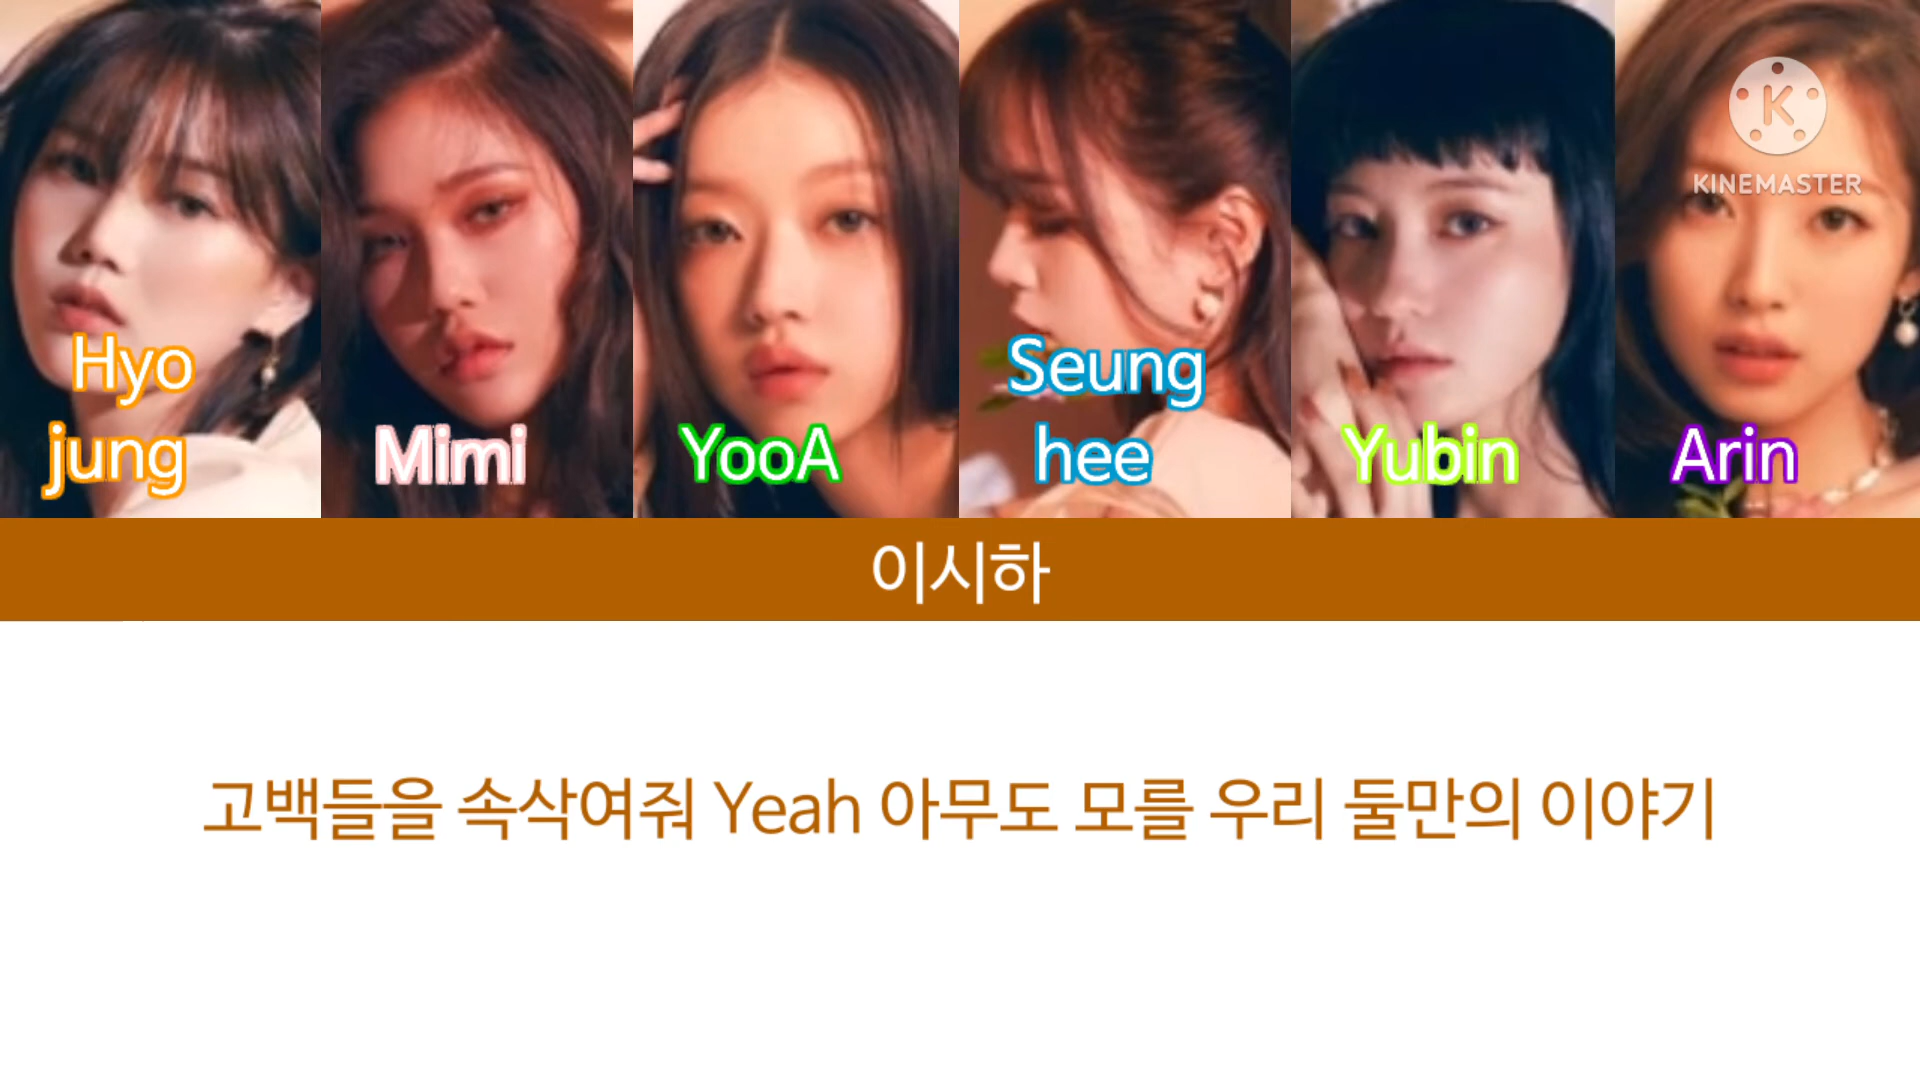 Hyo
jung
Mimi
YooA
Seung
hee
Yubin
Arin
K
KINEMASTER
이시하
고백들을 속삭여줘 Yeah 아무도 모를 우리 둘만의 이야기